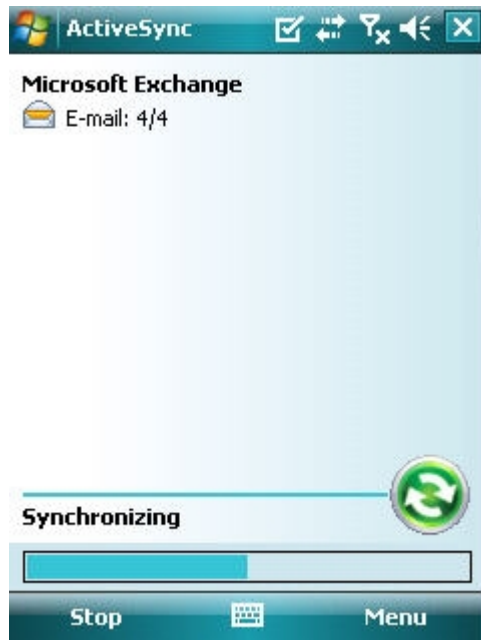 ActiveSync
Microsoft Exchange
E-mail: 4/4
Synchronizing
Stop
Menu